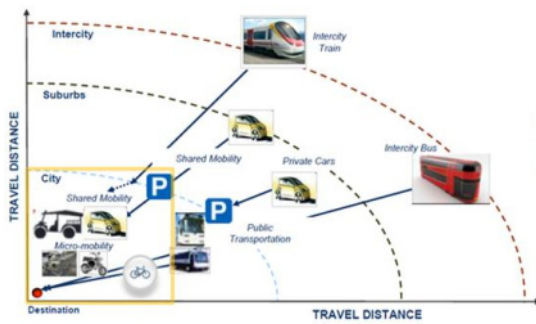 Intercity
Intercity
Train
Suburbs
Shared Mobility
Private Cars
Intercity Bus
City
P
Shared Mobility
P
Public
Transportation
Micro-mobility
TRAVEL DISTANCE
Destination
TRAVEL DISTANCE